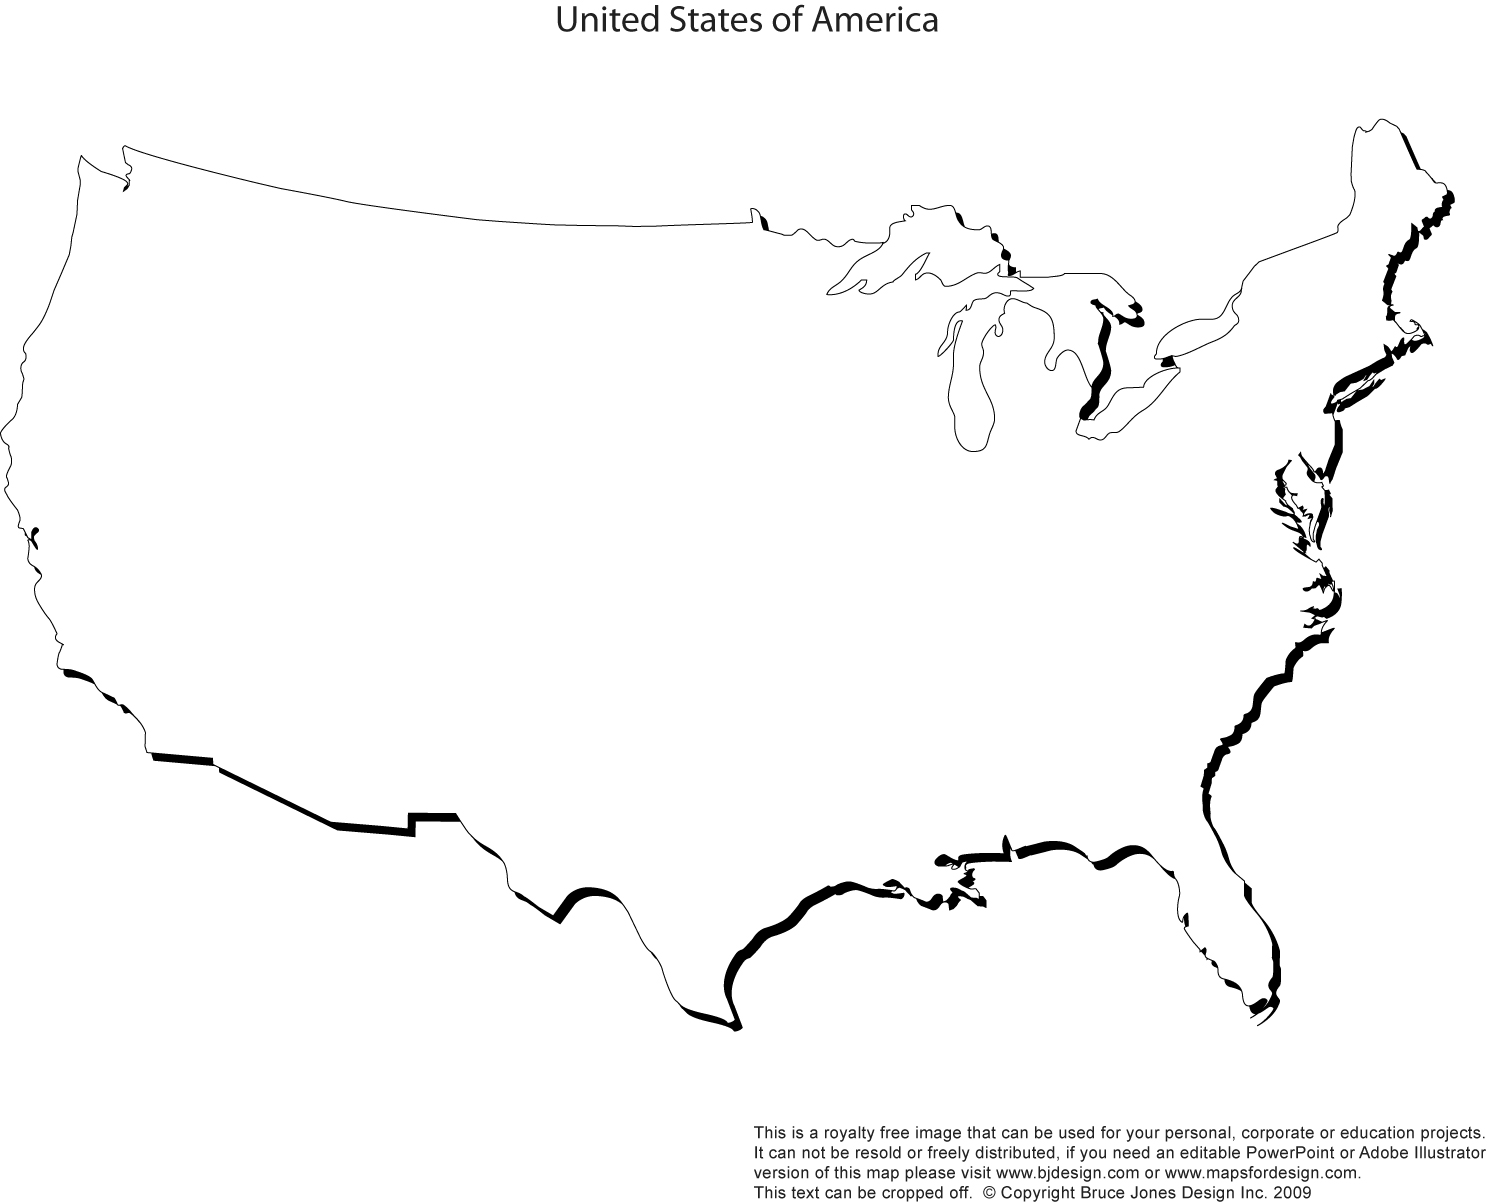 United States of America
This is a royalty free image that can be used for your personal, corporate or education projects.
It can not be resold or freely distributed, if you need an editable PowerPoint or Adobe Illustrator
version of this map please visit www.bjdesign.com or www.mapsfordesign.com.
This text can be cropped off.  © Copyright Bruce Jones Design Inc. 2009